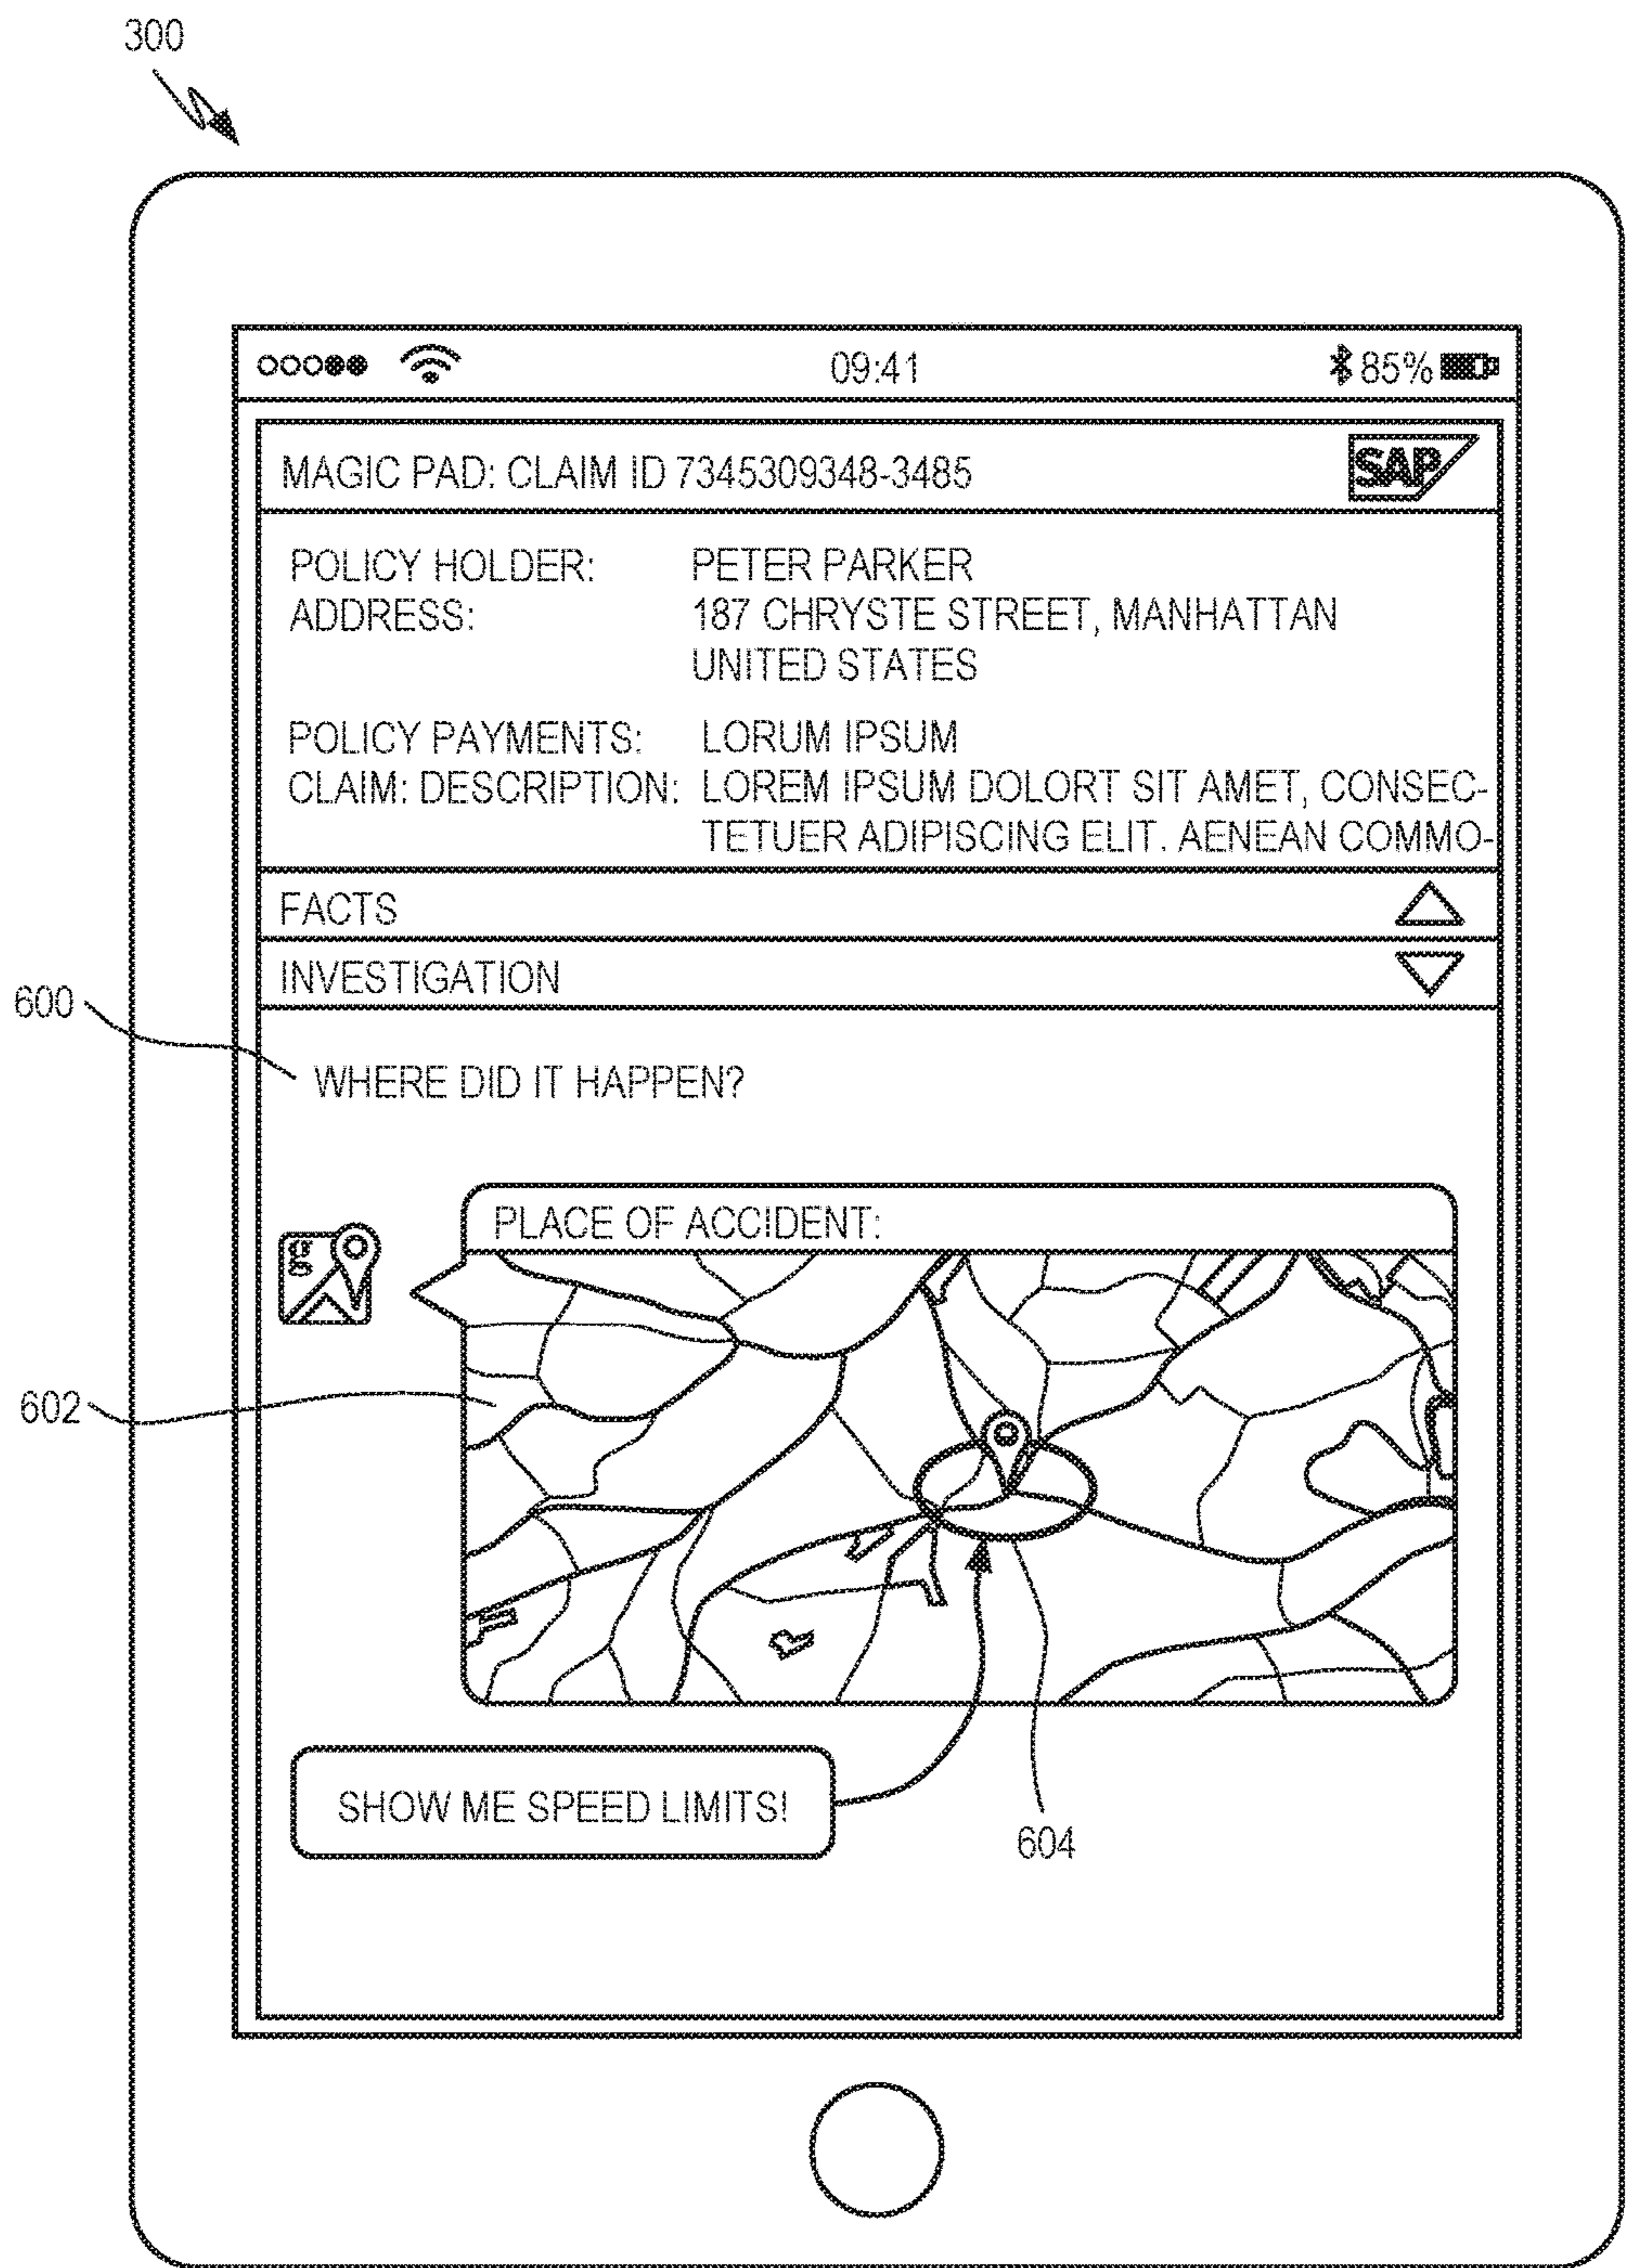 300
09:41
85%
MAGIC PAD: CLAIM ID 7345309348-3485
SAP
POLICY HOLDER: PETER PARKER
ADDRESS: 187 CHRYSTE STREET, MANHATTAN
UNITED STATES
POLICY PAYMENTS: LORUM IPSUM
CLAIM: DESCRIPTION: LOREM IPSUM DOLORT SIT AMET, CONSEC-
TETUER ADIPISCING ELIT. AENEAN COMMO-
FACTS
INVESTIGATION
600
WHERE DID IT HAPPEN?
PLACE OF ACCIDENT:
g
602
SHOW ME SPEED LIMITS!
604